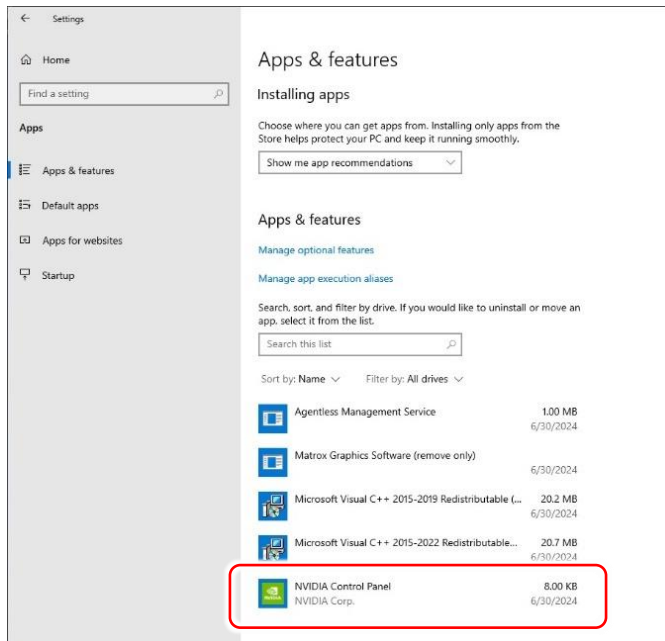 Settings
Home
Find a setting
Apps
Apps & features
Default apps
Apps for websites
Startup
Apps & features
Installing apps
Choose where you can get apps from. Installing only apps from the
Store helps protect your PC and keep it running smoothly.
Show me app recommendations
Apps & features
Manage optional features
Manage app execution aliases
Search, sort, and filter by drive. If you would like to uninstall or move an
app, select it from the list.
Search this list
Sort by: Name Filter by: All drives
Agentless Management Service 1.00 MB
6/30/2024
Matrox Graphics Software (remove only)
6/30/2024
Microsoft Visual C++ 2015-2019 Redistributable (... 20.2 MB
6/30/2024
Microsoft Visual C++ 2015-2022 Redistributable... 20.7 MB
6/30/2024
NVIDIA Control Panel 8.00 KB
NVIDIA Corp. 6/30/2024